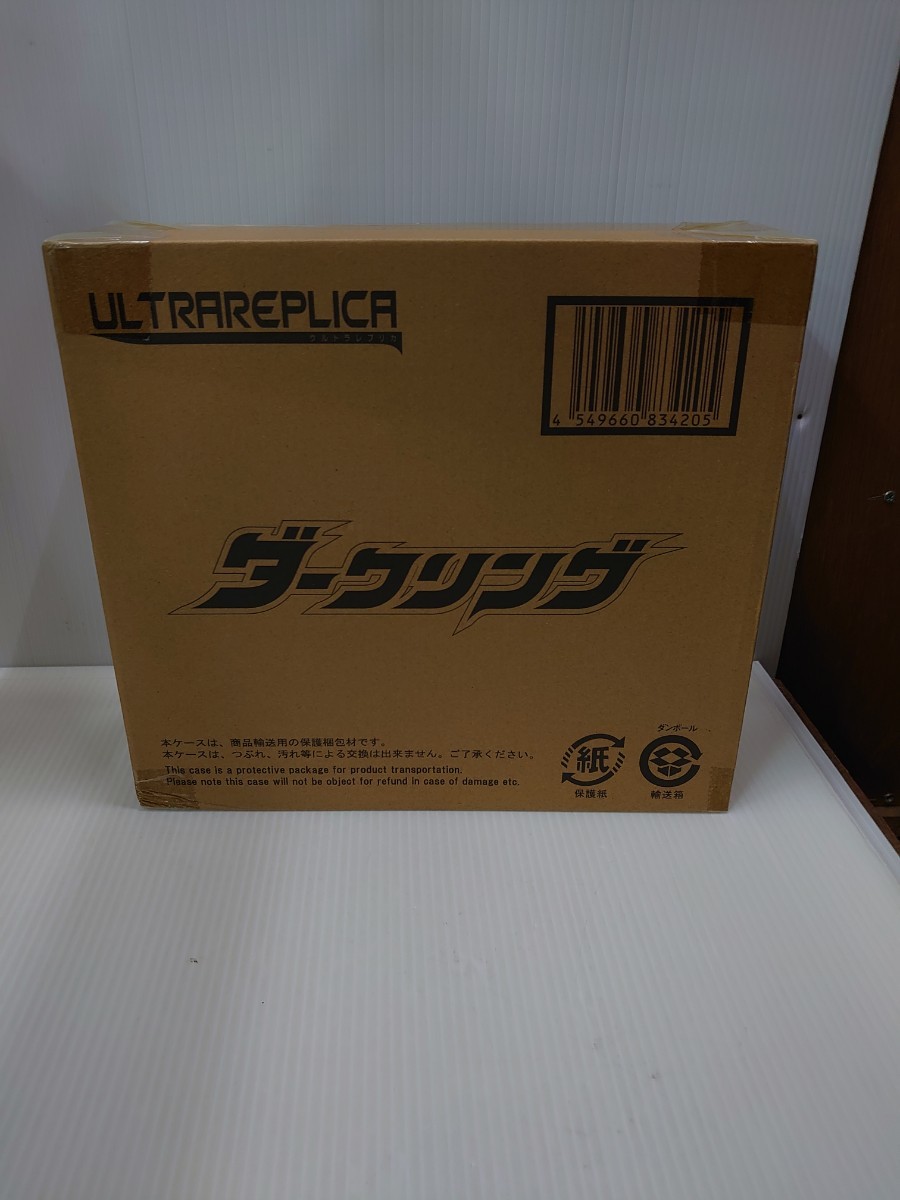 ULTRAREPLICA
ウルトラレプリカ
4 549660 834205
ダークリング
本ケースは、商品輸送用の保護梱包材です。
本ケースは、つぶれ、汚れ等による交換は出来ません。ご了承ください。
This case is a protective package for product transportation.
Please note this case will not be object for refund in case of damage etc.
紙
保護紙
ダンボール
輸送箱